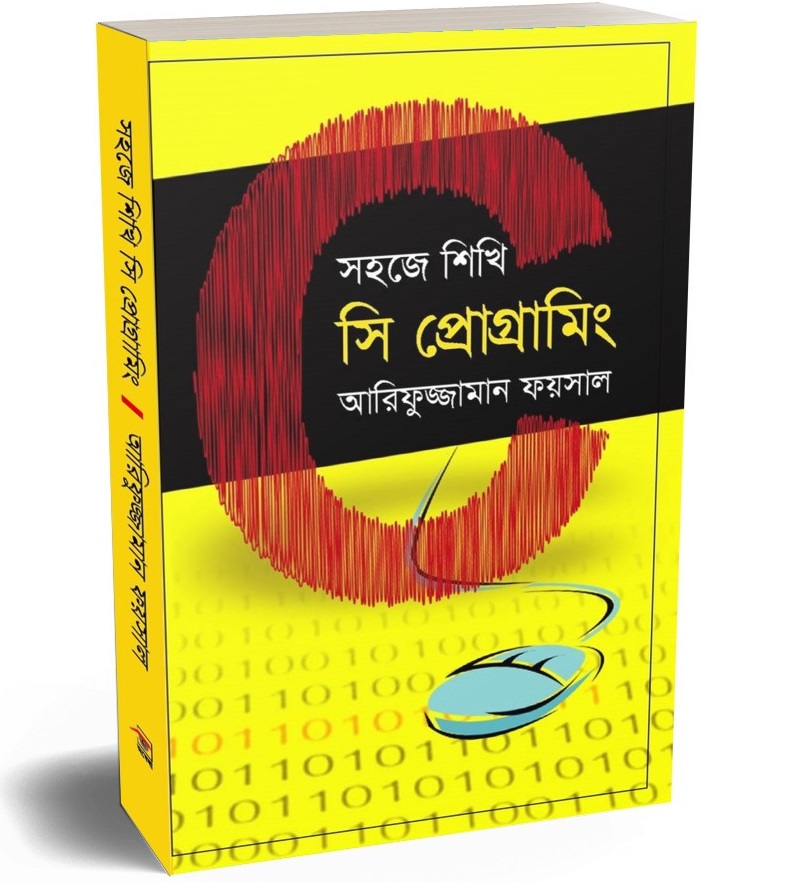 সহজে শিখি
সি প্রোগ্রামিং
আরিফুজ্জামান ফয়সাল
সহজে শিখি সি প্রোগ্রামিং / আরিফুজ্জামান ফয়সাল